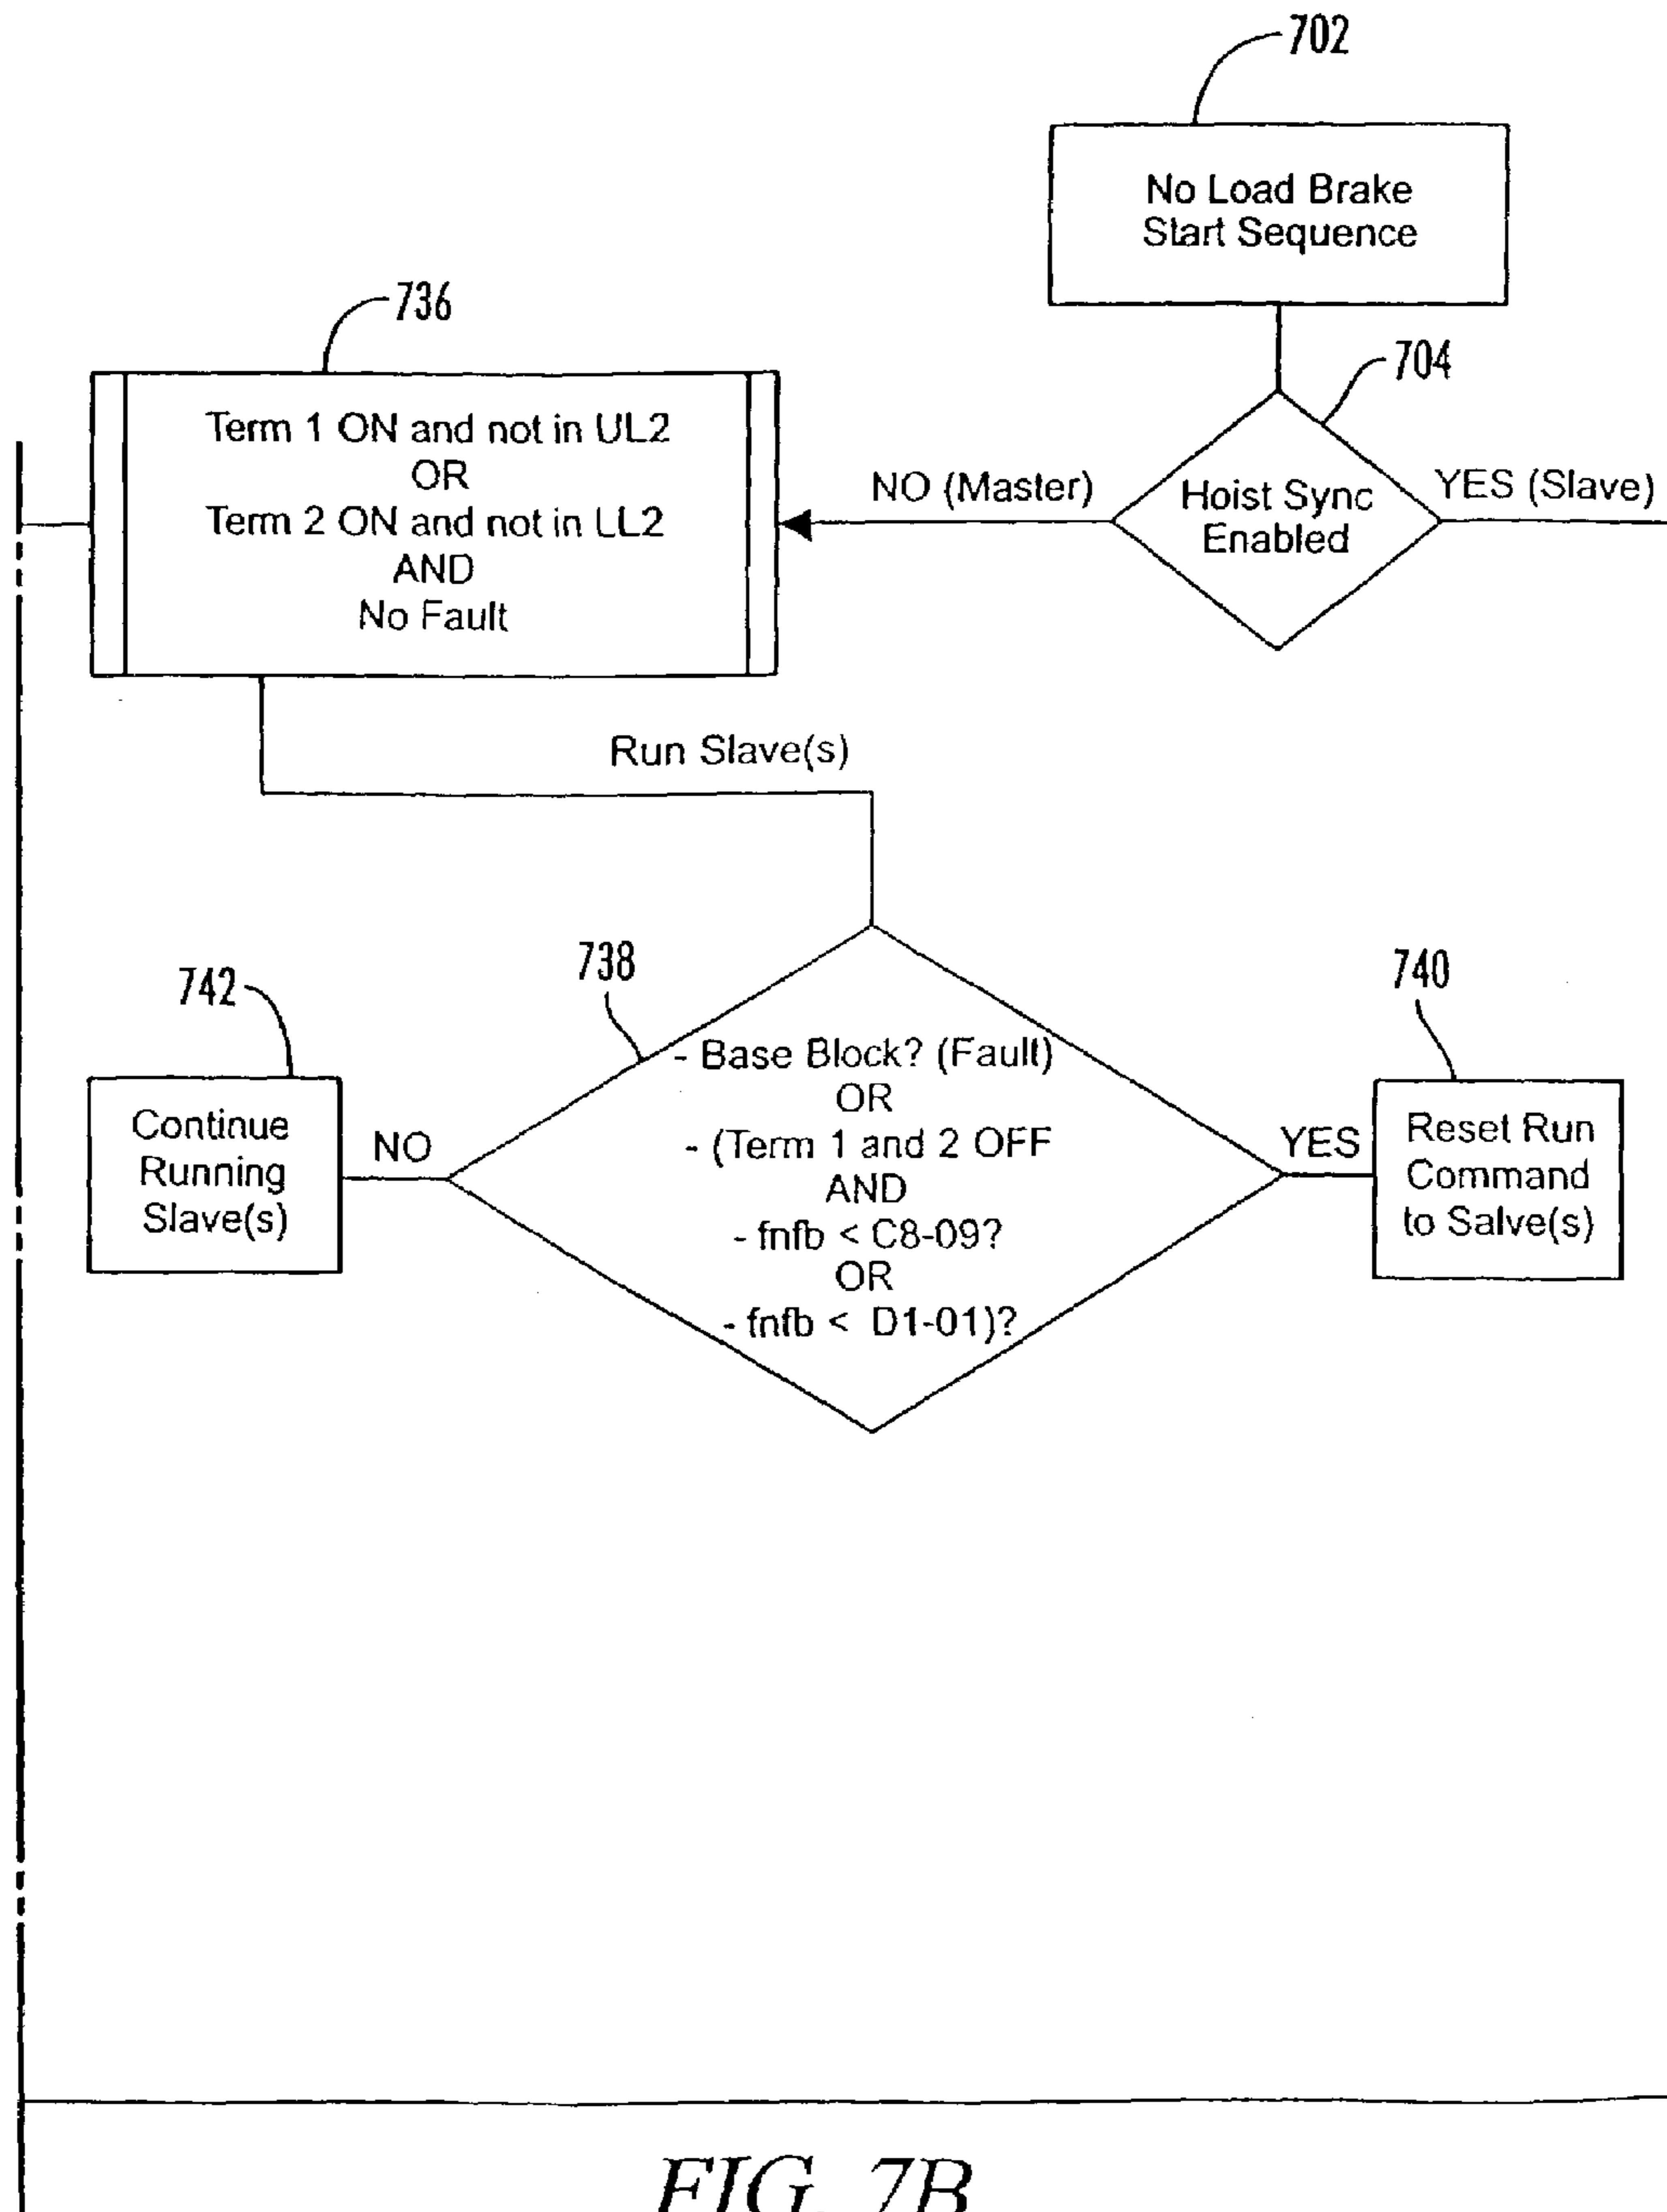 702
No Load Brake
Start Sequence
736
704
Term 1 ON and not in UL2
OR
Term 2 ON and not in LL2
AND
No Fault
NO (Master)
Hoist Sync
Enabled
YES (Slave)
Run Slave(s)
742
738
740
Continue
Running
Slave(s)
NO
- Base Block? (Fault)
OR
- (Term 1 and 2 OFF
AND
- fnfb < C8-09?
OR
- fnfb < D1-01)?
YES
Reset Run
Command
to Salve(s)
FIG. 7B